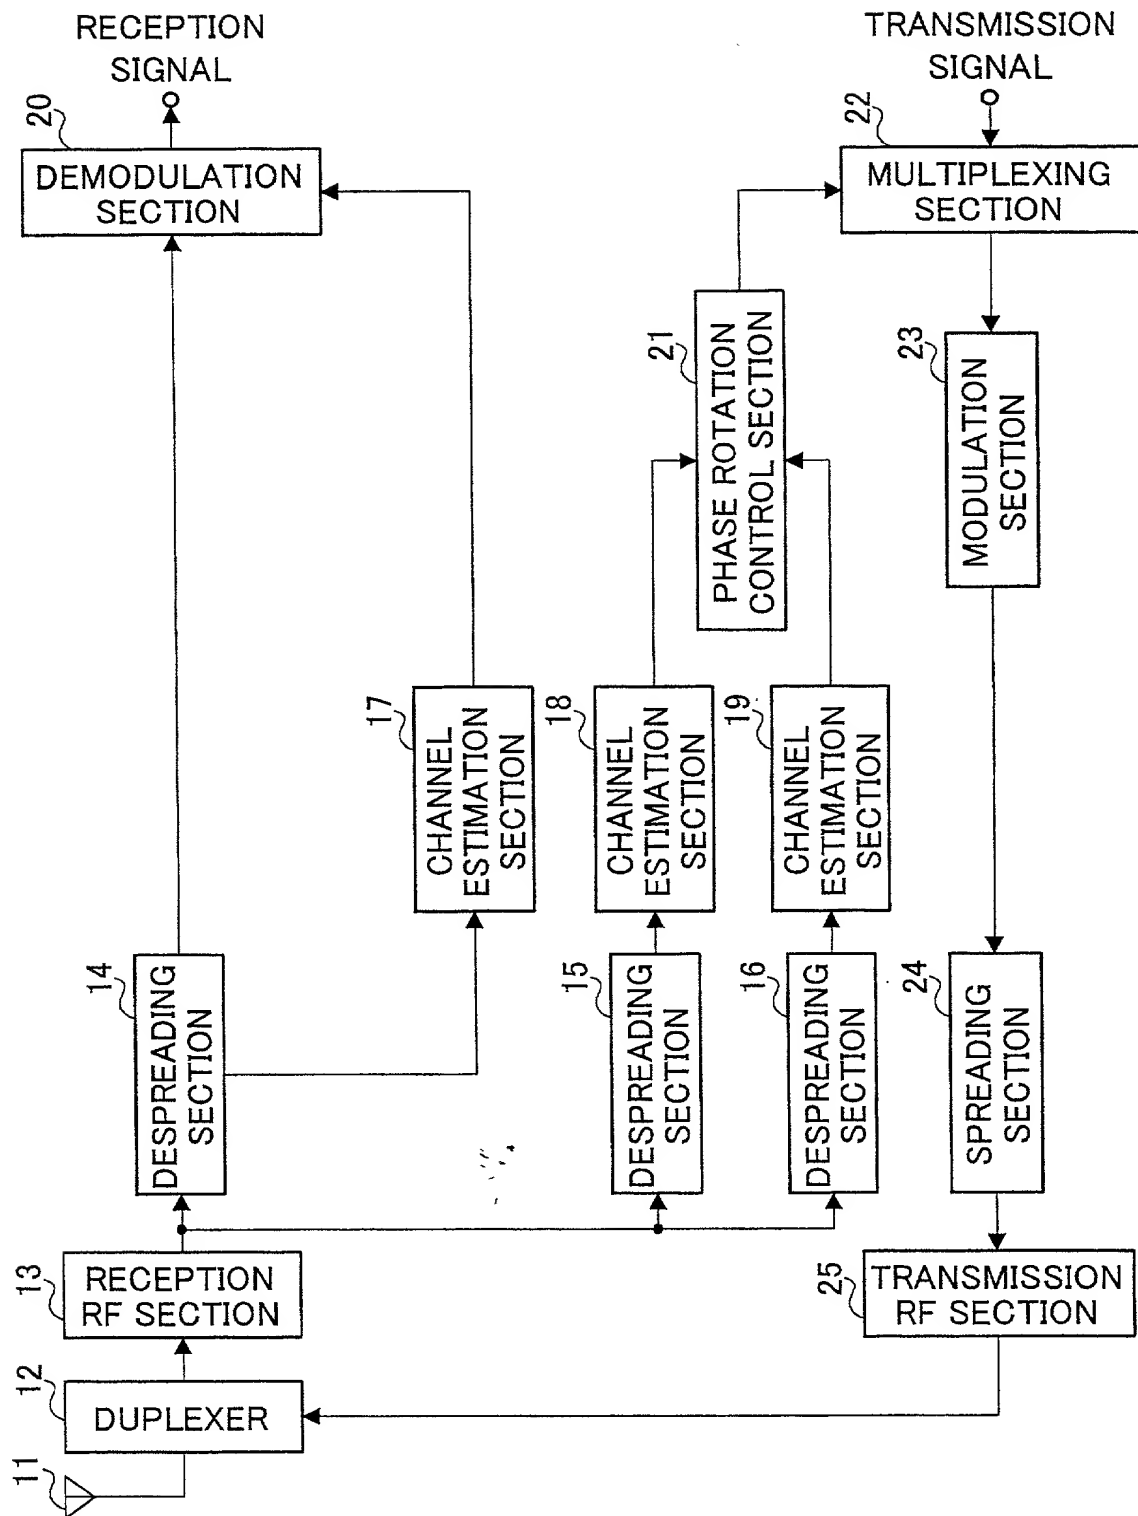 RECEPTION
SIGNAL
TRANSMISSION
SIGNAL
20
DEMODULATION
SECTION
22
MULTIPLEXING
SECTION
21
PHASE ROTATION
CONTROL SECTION
23
MODULATION
SECTION
17
CHANNEL
ESTIMATION
SECTION
18
CHANNEL
ESTIMATION
SECTION
19
CHANNEL
ESTIMATION
SECTION
14
DESPREADING
SECTION
15
DESPREADING
SECTION
16
DESPREADING
SECTION
24
SPREADING
SECTION
13
RECEPTION
RF SECTION
25
TRANSMISSION
RF SECTION
12
DUPLEXER
11